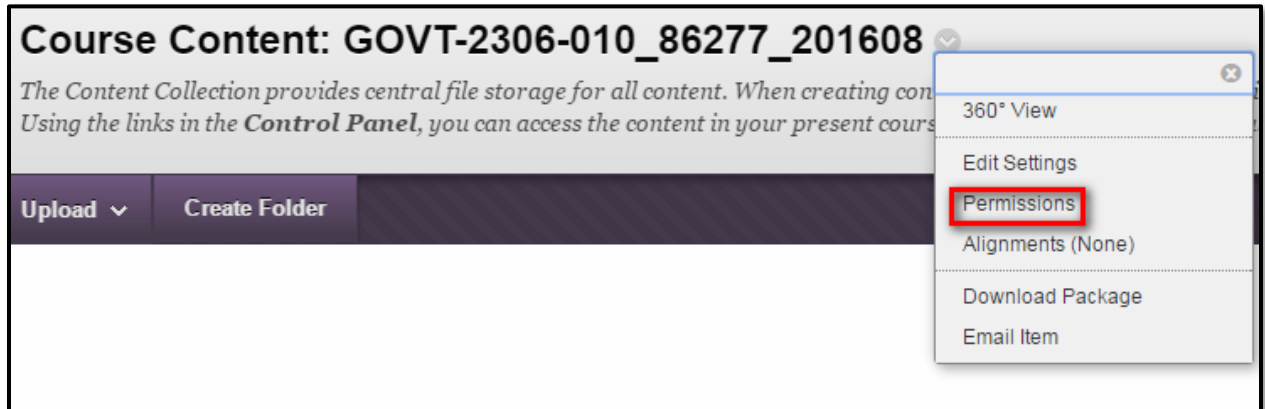 Course Content: GOVT-2306-010_86277_201608
The Content Collection provides central file storage for all content. When creating con
Using the links in the Control Panel, you can access the content in your present cours
Upload
Create Folder
360° View
Edit Settings
Permissions
Alignments (None)
Download Package
Email Item